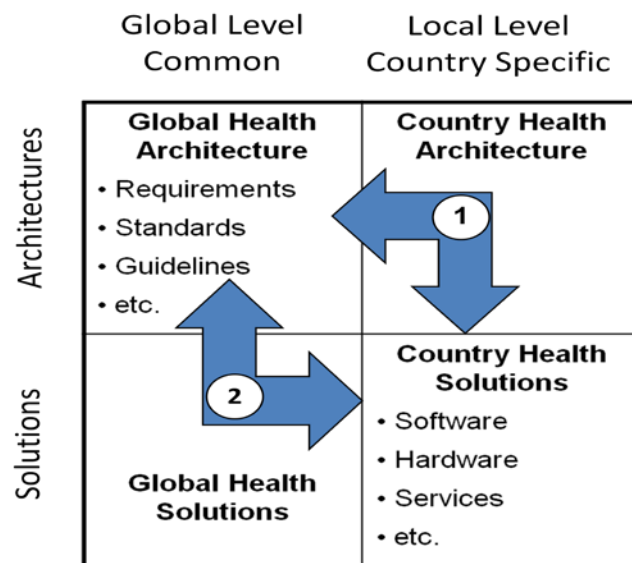 Global Level
Common
Local Level
Country Specific
Architectures
Global Health
Architecture
• Requirements
• Standards
• Guidelines
• etc.
Country Health
Architecture
1
Solutions
2
Global Health
Solutions
Country Health
Solutions
• Software
• Hardware
• Services
• etc.